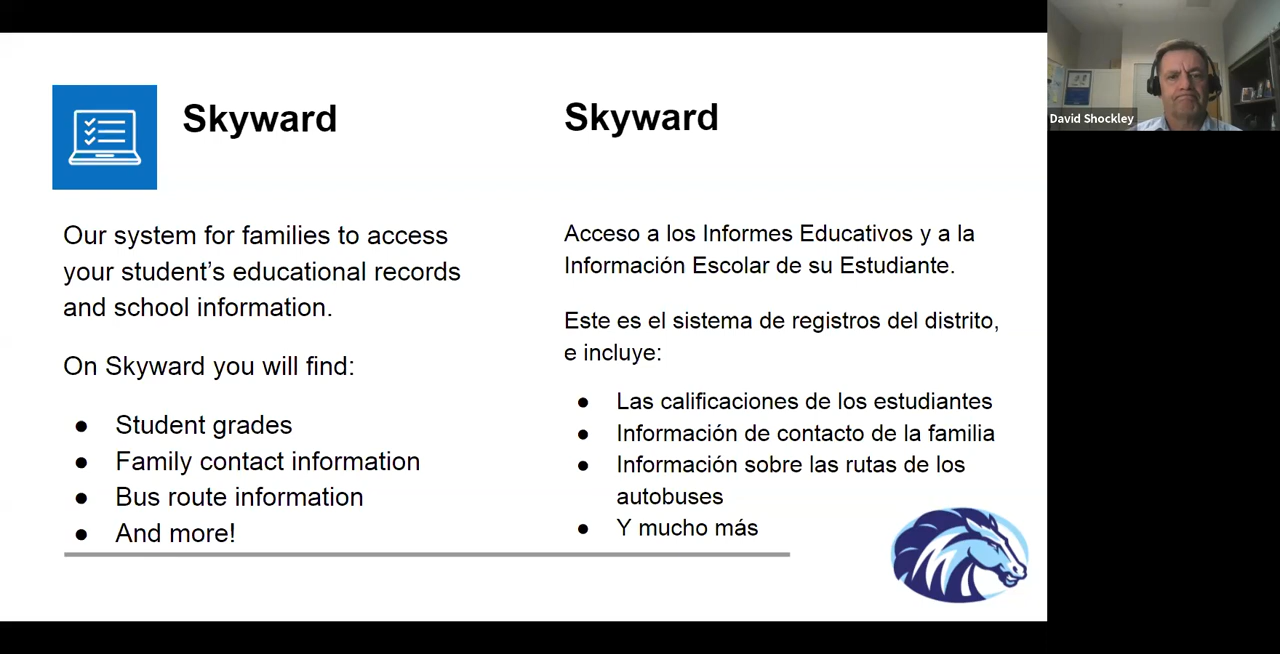 Skyward
Our system for families to access
your student’s educational records
and school information.
On Skyward you will find:
● Student grades
● Family contact information
● Bus route information
● And more!
Skyward
Acceso a los Informes Educativos y a la
Información Escolar de su Estudiante.
Este es el sistema de registros del distrito,
e incluye:
● Las calificaciones de los estudiantes
● Información de contacto de la familia
● Información sobre las rutas de los
autobuses
● Y mucho más
David Shockley